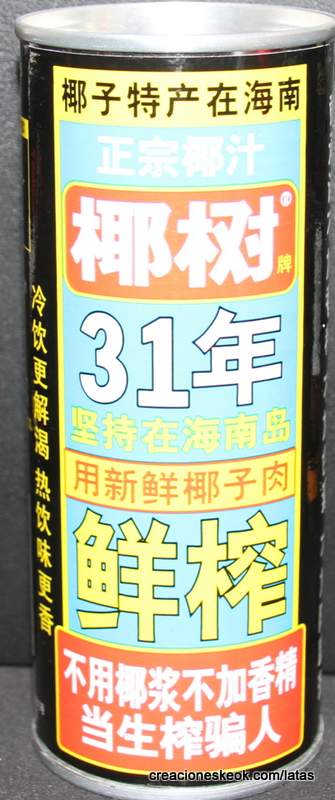 椰子特产在海南
正宗椰汁
椰树®
牌
31年
坚持在海南岛
用新鲜椰子肉
鲜榨
不用椰浆不加香精
当生榨骗人
冷饮更解渴 热饮味更香
creacioneskeok.com/latas